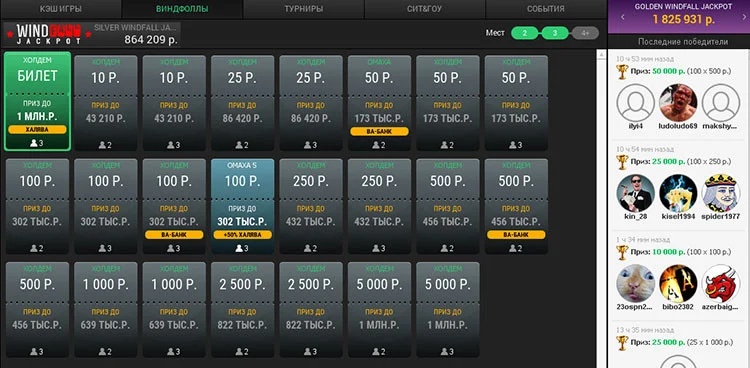 КЭШ ИГРЫ
ВИНДФОЛЛЫ
ТУРНИРЫ
СИТ&ГОУ
СОБЫТИЯ
WINDFALL
JACKPOT
SILVER WINDFALL JA...
864 209 р.
Мест 2 3 4+
ХОЛДЕМ ХОЛДЕМ ХОЛДЕМ ХОЛДЕМ ХОЛДЕМ ОМАХА ХОЛДЕМ ХОЛДЕМ
БИЛЕТ 10 Р. 10 Р. 25 Р. 25 Р. 50 Р. 50 Р. 50 Р.
ПРИЗ ДО ПРИЗ ДО ПРИЗ ДО ПРИЗ ДО ПРИЗ ДО ПРИЗ ДО ПРИЗ ДО ПРИЗ ДО
1 МЛН.Р. 43 210 Р. 43 210 Р. 86 420 Р. 86 420 Р. 173 ТЫС.Р. 173 ТЫС.Р. 173 ТЫС.Р.
ХАЛЯВА ВА-БАНК
3 2 3 2 3 2 2 3
ХОЛДЕМ ХОЛДЕМ ХОЛДЕМ ОМАХА 5 ХОЛДЕМ ХОЛДЕМ ХОЛДЕМ ХОЛДЕМ
100 Р. 100 Р. 100 Р. 100 Р. 250 Р. 250 Р. 500 Р. 500 Р.
ПРИЗ ДО ПРИЗ ДО ПРИЗ ДО ПРИЗ ДО ПРИЗ ДО ПРИЗ ДО ПРИЗ ДО ПРИЗ ДО
302 ТЫС.Р. 302 ТЫС.Р. 302 ТЫС.Р. 302 ТЫС.Р. 432 ТЫС.Р. 432 ТЫС.Р. 456 ТЫС.Р. 456 ТЫС.Р.
ВА-БАНК +50% ХАЛЯВА ВА-БАНК
2 2 3 3 2 3 2 2
ХОЛДЕМ ХОЛДЕМ ХОЛДЕМ ХОЛДЕМ ХОЛДЕМ ХОЛДЕМ ХОЛДЕМ
500 Р. 1 000 Р. 1 000 Р. 2 500 Р. 2 500 Р. 5 000 Р. 5 000 Р.
ПРИЗ ДО ПРИЗ ДО ПРИЗ ДО ПРИЗ ДО ПРИЗ ДО ПРИЗ ДО ПРИЗ ДО
456 ТЫС.Р. 639 ТЫС.Р. 639 ТЫС.Р. 822 ТЫС.Р. 822 ТЫС.Р. 1 МЛН.Р. 1 МЛН.Р.
3 2 3 2 3 2 3
GOLDEN WINDFALL JACKPOT
1 825 931 р.
Последние победители
10 ч 53 мин назад
Приз: 50 000 р. (100 x 500 р.)
ilyi4 ludoludo69 makshy...
10 ч 54 мин назад
Приз: 25 000 р. (100 x 250 р.)
kin_28 kisel1994 spider1977
1 ч 34 мин назад
Приз: 10 000 р. (100 x 100 р.)
23ospn2... bibo2302 azerbaig...
13 ч 35 мин назад
Приз: 25 000 р. (25 x 1 000 р.)